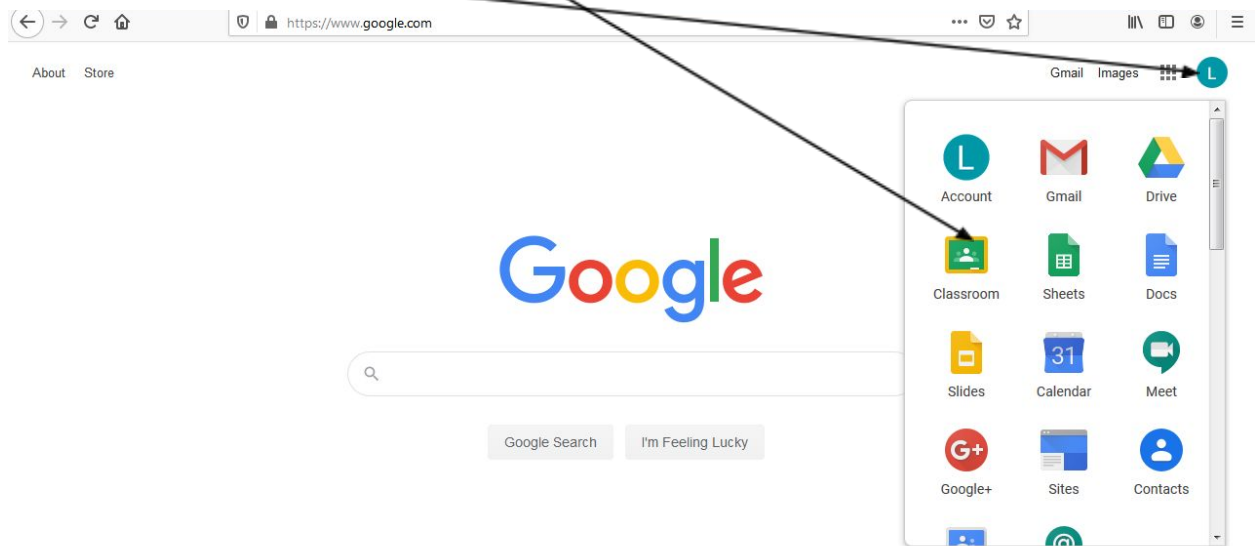 https://www.google.com
About Store
Gmail Images L
L
Account Gmail Drive
Classroom Sheets Docs
31
Slides Calendar Meet
G+
Google+ Sites Contacts
Google
Google Search I'm Feeling Lucky